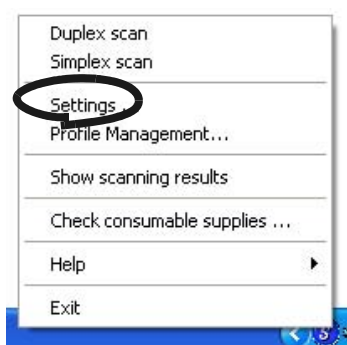 Duplex scan
Simplex scan
Settings ...
Profile Management...
Show scanning results
Check consumable supplies ...
Help
Exit
S